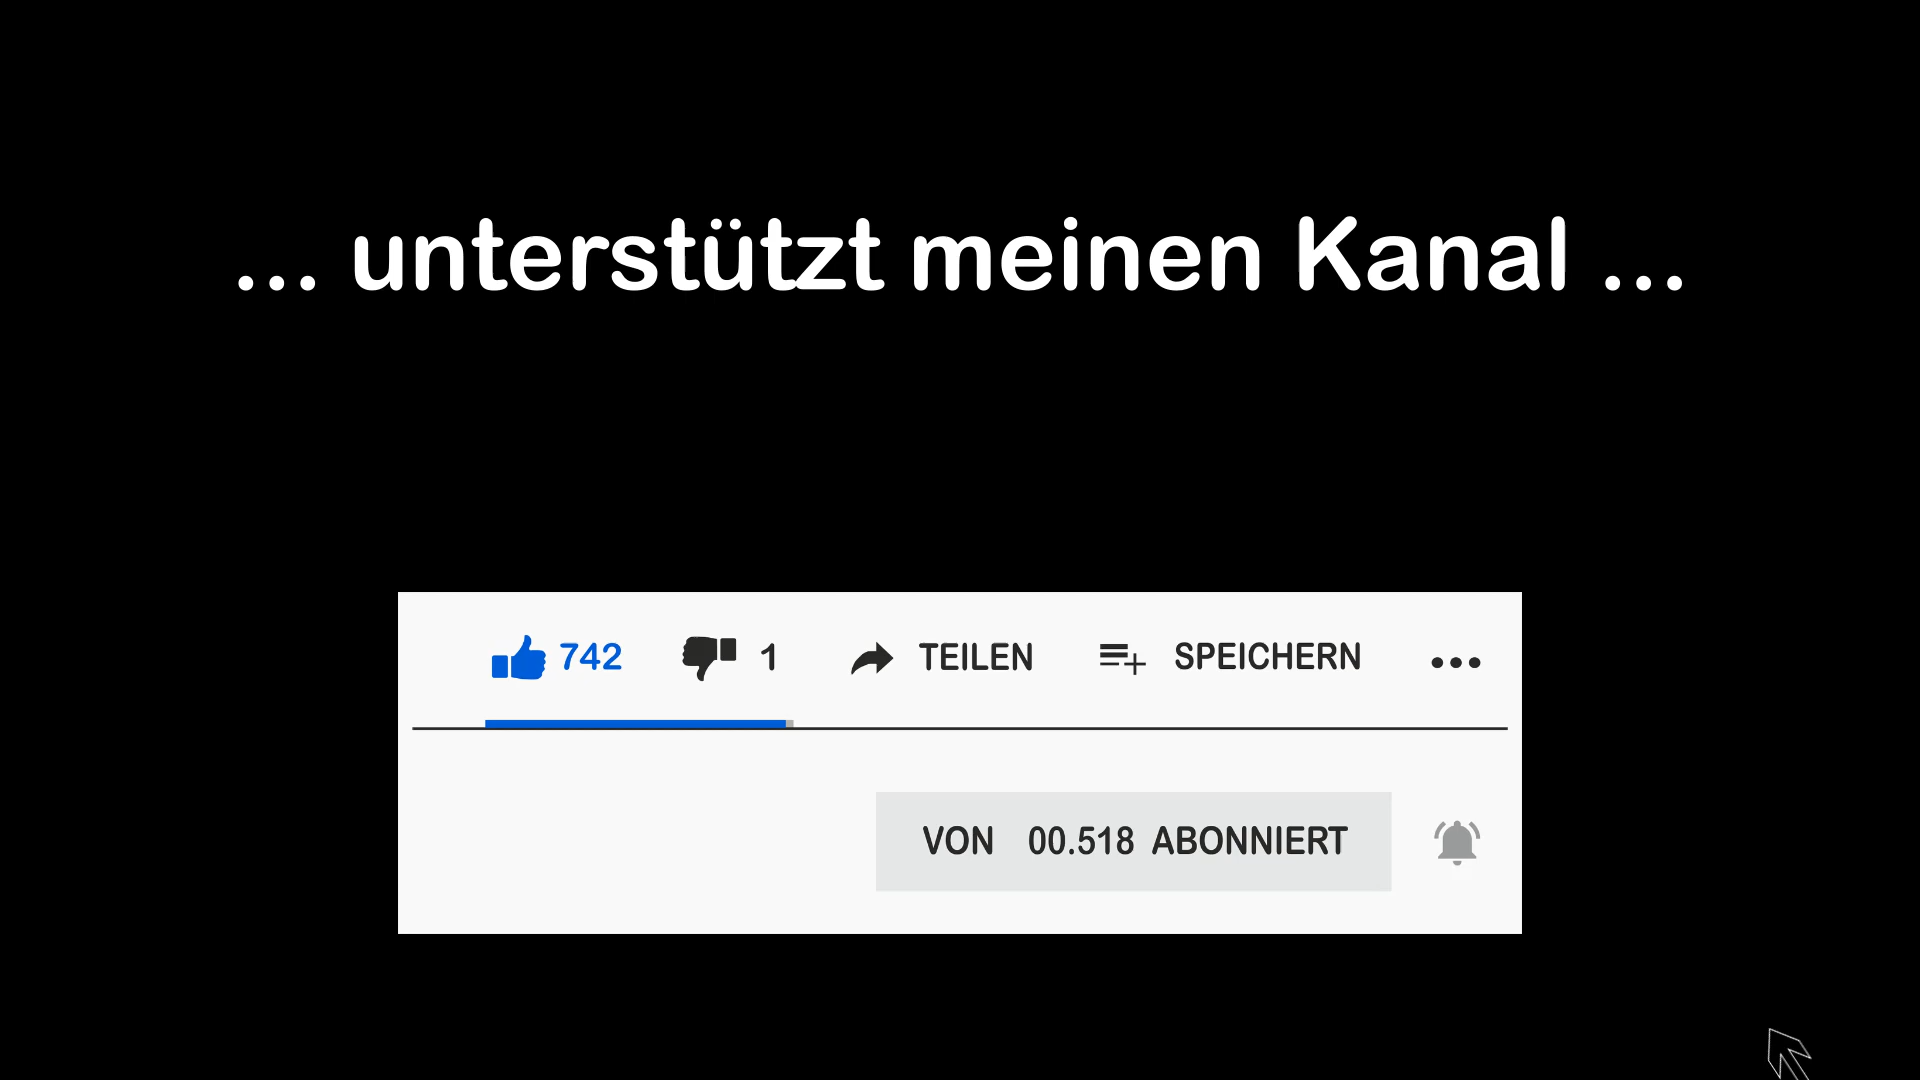 ... unterstützt meinen Kanal ...
742 1 TEILEN SPEICHERN
VON 00.518 ABONNIERT